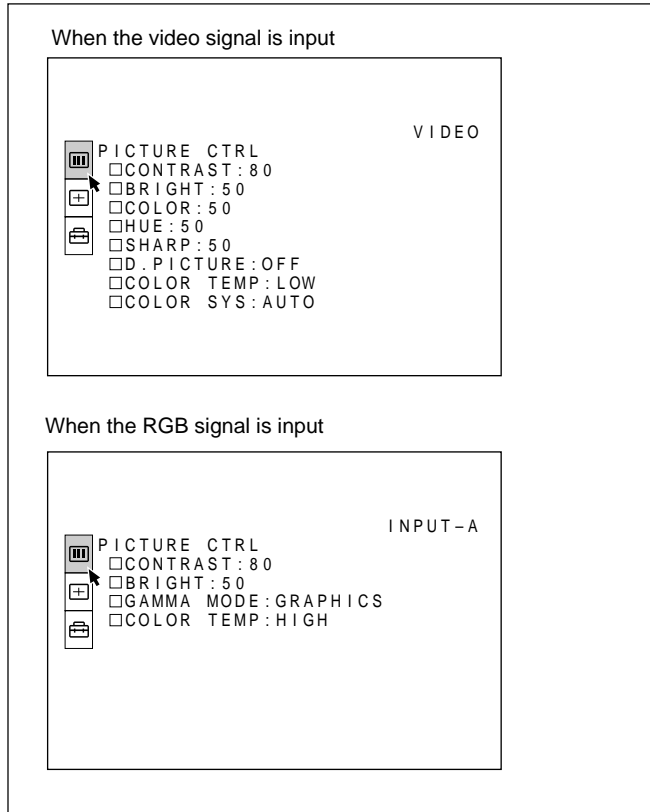 When the video signal is input
VIDEO
PICTURE CTRL
□CONTRAST:80
□BRIGHT:50
□COLOR:50
□HUE:50
□SHARP:50
□D.PICTURE:OFF
□COLOR TEMP:LOW
□COLOR SYS:AUTO
When the RGB signal is input
INPUT–A
PICTURE CTRL
□CONTRAST:80
□BRIGHT:50
□GAMMA MODE:GRAPHICS
□COLOR TEMP:HIGH